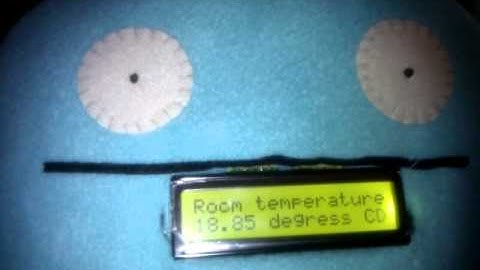 Room temperature
18.85 degress CD